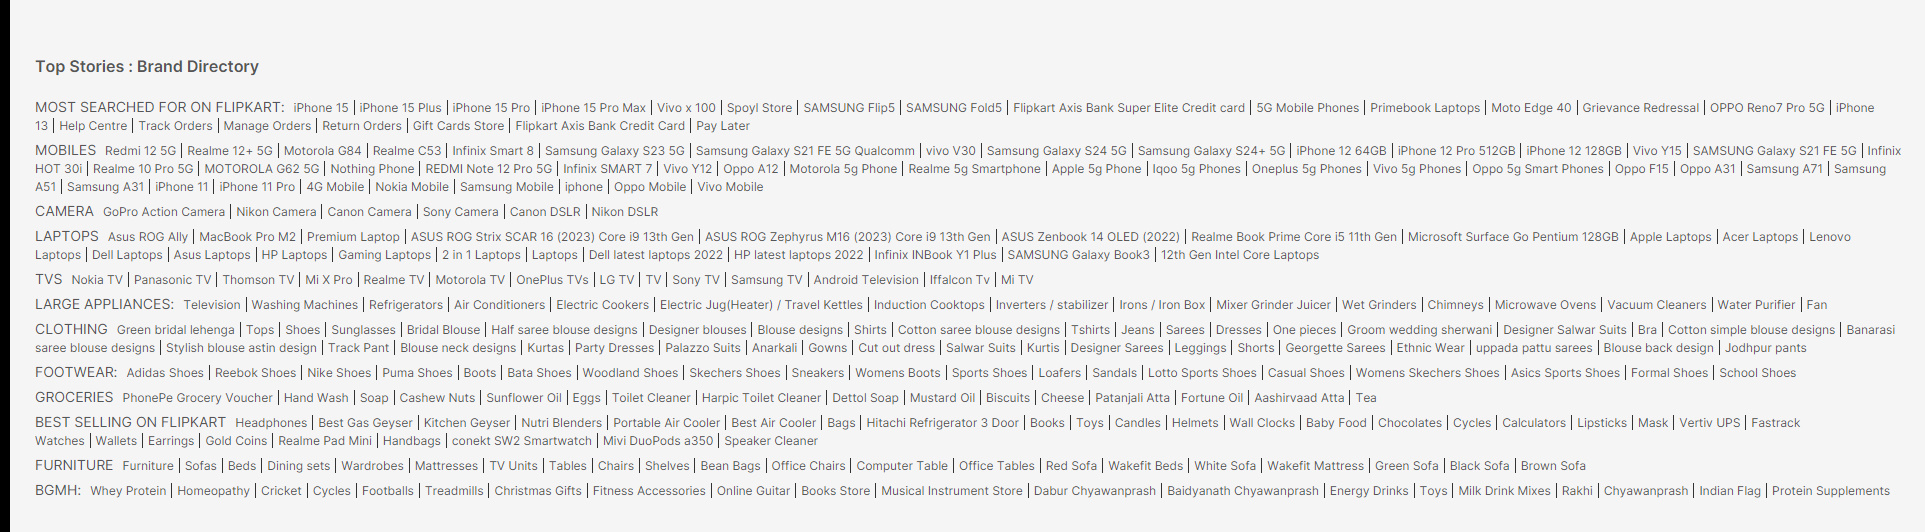 Top Stories : Brand Directory
MOST SEARCHED FOR ON FLIPKART: iPhone 15 | iPhone 15 Plus | iPhone 15 Pro | iPhone 15 Pro Max | Vivo x 100 | Spoyl Store | SAMSUNG Flip5 | SAMSUNG Fold5 | Flipkart Axis Bank Super Elite Credit card | 5G Mobile Phones | Primebook Laptops | Moto Edge 40 | Grievance Redressal | OPPO Reno7 Pro 5G | iPhone
13 | Help Centre | Track Orders | Manage Orders | Return Orders | Gift Cards Store | Flipkart Axis Bank Credit Card | Pay Later
MOBILES Redmi 12 5G | Realme 12+ 5G | Motorola G84 | Realme C53 | Infinix Smart 8 | Samsung Galaxy S23 5G | Samsung Galaxy S21 FE 5G Qualcomm | vivo V30 | Samsung Galaxy S24 5G | Samsung Galaxy S24+ 5G | iPhone 12 64GB | iPhone 12 Pro 512GB | iPhone 12 128GB | Vivo Y15 | SAMSUNG Galaxy S21 FE 5G | Infinix
HOT 30i | Realme 10 Pro 5G | MOTOROLA G62 5G | Nothing Phone | REDMI Note 12 Pro 5G | Infinix SMART 7 | Vivo Y12 | Oppo A12 | Motorola 5g Phone | Realme 5g Smartphone | Apple 5g Phone | Iqoo 5g Phones | Oneplus 5g Phones | Vivo 5g Phones | Oppo 5g Smart Phones | Oppo F15 | Oppo A31 | Samsung A71 | Samsung
A51 | Samsung A31 | iPhone 11 | iPhone 11 Pro | 4G Mobile | Nokia Mobile | Samsung Mobile | iphone | Oppo Mobile | Vivo Mobile
CAMERA GoPro Action Camera | Nikon Camera | Canon Camera | Sony Camera | Canon DSLR | Nikon DSLR
LAPTOPS Asus ROG Ally | MacBook Pro M2 | Premium Laptop | ASUS ROG Strix SCAR 16 (2023) Core i9 13th Gen | ASUS ROG Zephyrus M16 (2023) Core i9 13th Gen | ASUS Zenbook 14 OLED (2022) | Realme Book Prime Core i5 11th Gen | Microsoft Surface Go Pentium 128GB | Apple Laptops | Acer Laptops | Lenovo
Laptops | Dell Laptops | Asus Laptops | HP Laptops | Gaming Laptops | 2 in 1 Laptops | Laptops | Dell latest laptops 2022 | HP latest laptops 2022 | Infinix INBook Y1 Plus | SAMSUNG Galaxy Book3 | 12th Gen Intel Core Laptops
TVS Nokia TV | Panasonic TV | Thomson TV | Mi X Pro | Realme TV | Motorola TV | OnePlus TVs | LG TV | TV | Sony TV | Samsung TV | Android Television | Iffalcon Tv | Mi TV
LARGE APPLIANCES: Television | Washing Machines | Refrigerators | Air Conditioners | Electric Cookers | Electric Jug(Heater) / Travel Kettles | Induction Cooktops | Inverters / stabilizer | Irons / Iron Box | Mixer Grinder Juicer | Wet Grinders | Chimneys | Microwave Ovens | Vacuum Cleaners | Water Purifier | Fan
CLOTHING Green bridal lehenga | Tops | Shoes | Sunglasses | Bridal Blouse | Half saree blouse designs | Designer blouses | Blouse designs | Shirts | Cotton saree blouse designs | Tshirts | Jeans | Sarees | Dresses | One pieces | Groom wedding sherwani | Designer Salwar Suits | Bra | Cotton simple blouse designs | Banarasi
saree blouse designs | Stylish blouse astin design | Track Pant | Blouse neck designs | Kurtas | Party Dresses | Palazzo Suits | Anarkali | Gowns | Cut out dress | Salwar Suits | Kurtis | Designer Sarees | Leggings | Shorts | Georgette Sarees | Ethnic Wear | uppada pattu sarees | Blouse back design | Jodhpur pants
FOOTWEAR: Adidas Shoes | Reebok Shoes | Nike Shoes | Puma Shoes | Boots | Bata Shoes | Woodland Shoes | Skechers Shoes | Sneakers | Womens Boots | Sports Shoes | Loafers | Sandals | Lotto Sports Shoes | Casual Shoes | Womens Skechers Shoes | Asics Sports Shoes | Formal Shoes | School Shoes
GROCERIES PhonePe Grocery Voucher | Hand Wash | Soap | Cashew Nuts | Sunflower Oil | Eggs | Toilet Cleaner | Harpic Toilet Cleaner | Dettol Soap | Mustard Oil | Biscuits | Cheese | Patanjali Atta | Fortune Oil | Aashirvaad Atta | Tea
BEST SELLING ON FLIPKART Headphones | Best Gas Geyser | Kitchen Geyser | Nutri Blenders | Portable Air Cooler | Best Air Cooler | Bags | Hitachi Refrigerator 3 Door | Books | Toys | Candles | Helmets | Wall Clocks | Baby Food | Chocolates | Cycles | Calculators | Lipsticks | Mask | Vertiv UPS | Fastrack
Watches | Wallets | Earrings | Gold Coins | Realme Pad Mini | Handbags | conekt SW2 Smartwatch | Mivi DuoPods a350 | Speaker Cleaner
FURNITURE Furniture | Sofas | Beds | Dining sets | Wardrobes | Mattresses | TV Units | Tables | Chairs | Shelves | Bean Bags | Office Chairs | Computer Table | Office Tables | Red Sofa | Wakefit Beds | White Sofa | Wakefit Mattress | Green Sofa | Black Sofa | Brown Sofa
BGMH: Whey Protein | Homeopathy | Cricket | Cycles | Footballs | Treadmills | Christmas Gifts | Fitness Accessories | Online Guitar | Books Store | Musical Instrument Store | Dabur Chyawanprash | Baidyanath Chyawanprash | Energy Drinks | Toys | Milk Drink Mixes | Rakhi | Chyawanprash | Indian Flag | Protein Supplements